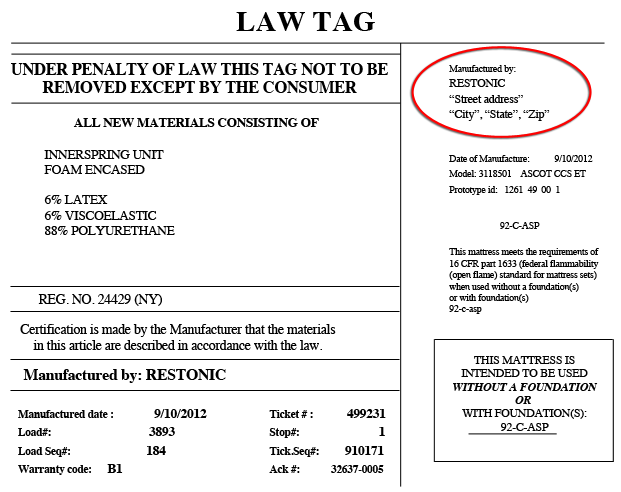 LAW TAG
UNDER PENALTY OF LAW THIS TAG NOT TO BE
REMOVED EXCEPT BY THE CONSUMER
ALL NEW MATERIALS CONSISTING OF
INNERSPRING UNIT
FOAM ENCASED
6% LATEX
6% VISCOELASTIC
88% POLYURETHANE
REG. NO. 24429 (NY)
Certification is made by the Manufacturer that the materials
in this article are described in accordance with the law.
Manufactured by: RESTONIC
Manufactured date : 9/10/2012 Ticket # : 499231
Load#: 3893 Stop#: 1
Load Seq#: 184 Tick.Seq#: 910171
Warranty code: B1 Ack #: 32637-0005
Manufactured by:
RESTONIC
“Street address”
“City”, “State”, “Zip”
Date of Manufacture: 9/10/2012
Model: 3118501 ASCOT CCS ET
Prototype id: 1261 49 00 1
92-C-ASP
This mattress meets the requirements of
16 CFR part 1633 (federal flammability
(open flame) standard for mattress sets)
when used without a foundation(s)
or with foundation(s)
92-c-asp
THIS MATTRESS IS
INTENDED TO BE USED
WITHOUT A FOUNDATION
OR
WITH FOUNDATION(S):
92-C-ASP